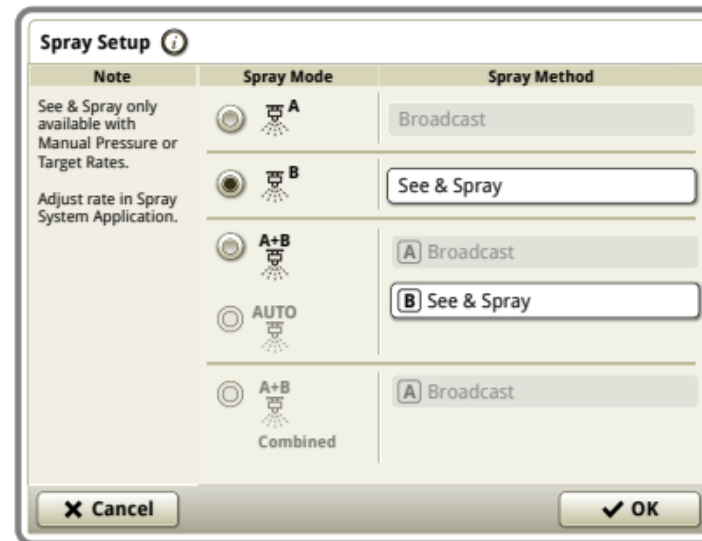 Spray Setup i
Note Spray Mode Spray Method
See & Spray only
available with
Manual Pressure or
Target Rates.
Adjust rate in Spray
System Application.
A
Broadcast
B
See & Spray
A+B
A Broadcast
B See & Spray
AUTO
A+B
Combined
A Broadcast
Cancel
OK